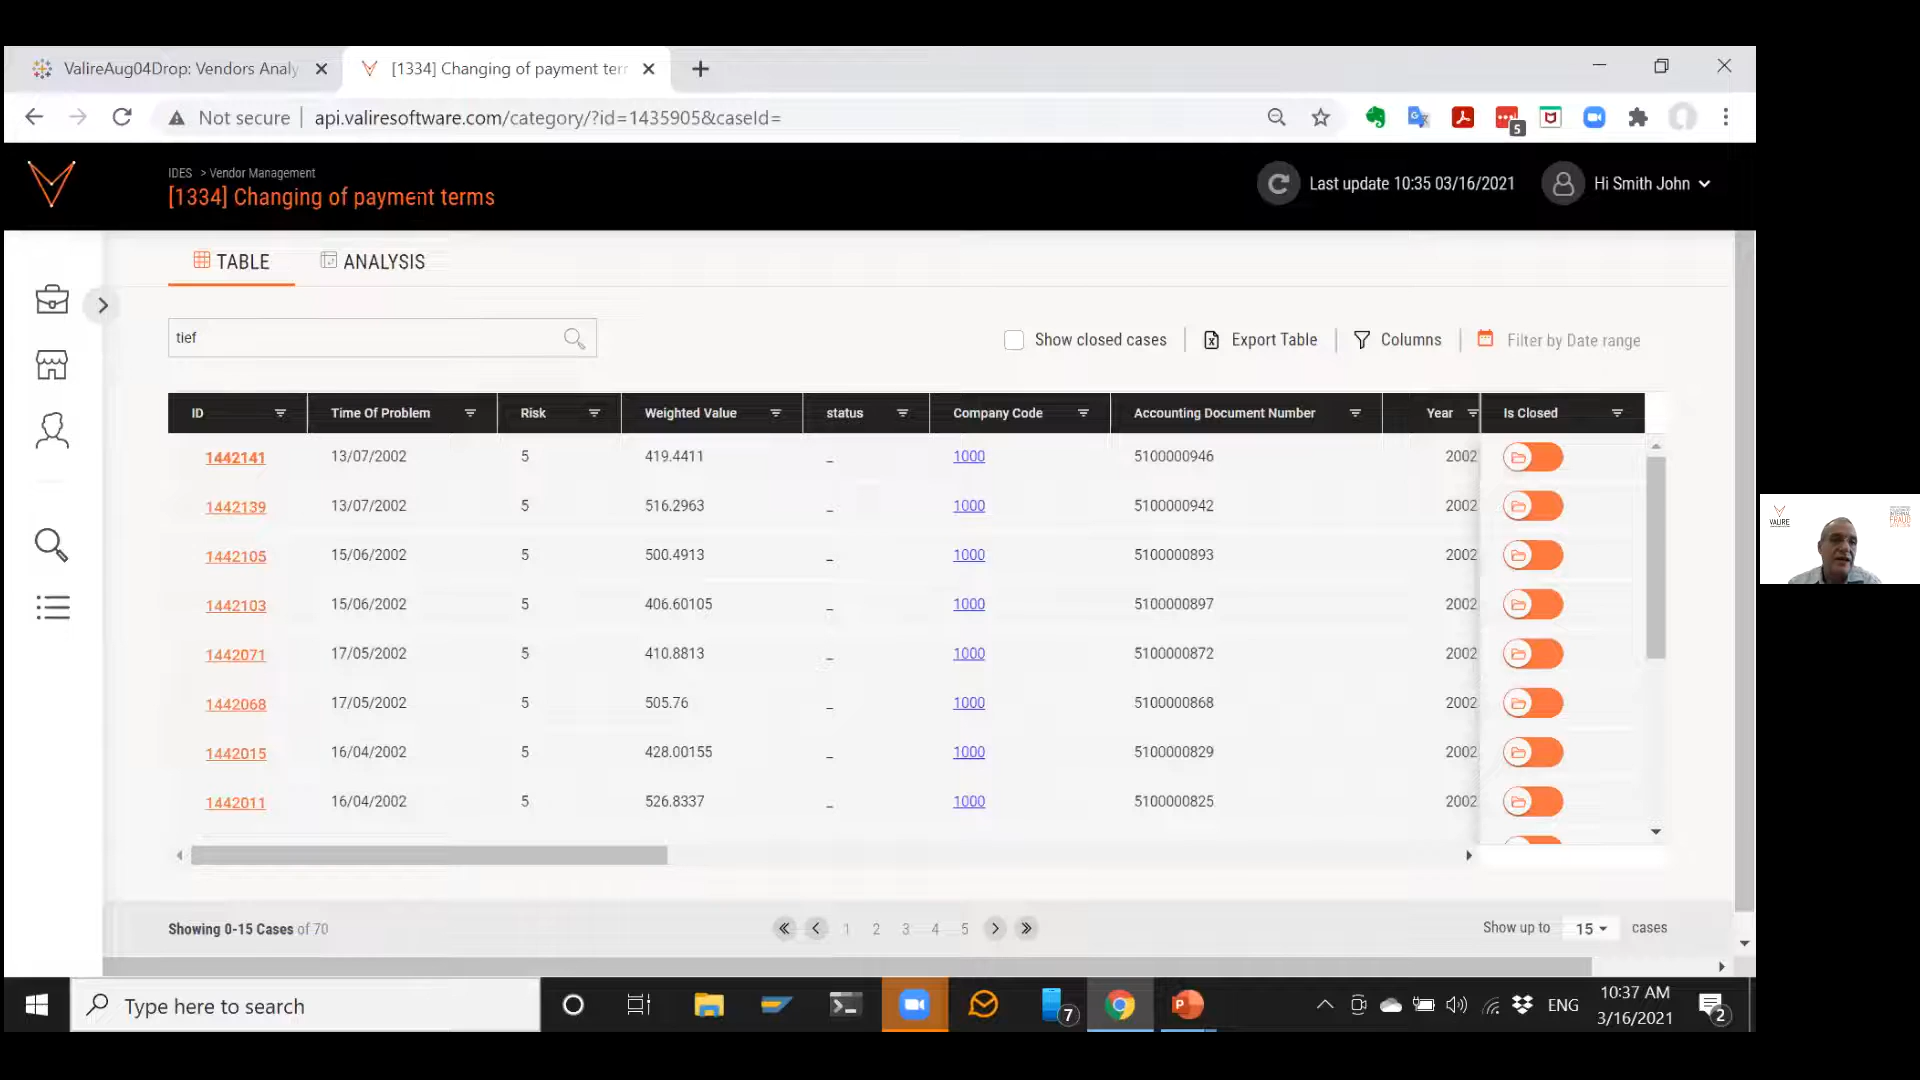 ValireAug04Drop: Vendors Analy
[1334] Changing of payment terr
Not secure
api.valiresoftware.com/category/?id=1435905&caseId=
5
IDES > Vendor Management
[1334] Changing of payment terms
Last update 10:35 03/16/2021
Hi Smith John
TABLE
ANALYSIS
tief
Show closed cases
Export Table
Columns
Filter by Date range
ID Time Of Problem Risk Weighted Value status Company Code Accounting Document Number Year Is Closed
1442141 13/07/2002 5 419.4411 _ 1000 5100000946 2002
1442139 13/07/2002 5 516.2963 _ 1000 5100000942 2002
1442105 15/06/2002 5 500.4913 _ 1000 5100000893 2002
1442103 15/06/2002 5 406.60105 _ 1000 5100000897 2002
1442071 17/05/2002 5 410.8813 _ 1000 5100000872 2002
1442068 17/05/2002 5 505.76 _ 1000 5100000868 2002
1442015 16/04/2002 5 428.00155 _ 1000 5100000829 2002
1442011 16/04/2002 5 526.8337 _ 1000 5100000825 2002
Showing 0-15 Cases of 70
« < 1 2 3 4 5 > »
Show up to 15 cases
VALIRE
FRAUD
Type here to search
7
ENG
10:37 AM
3/16/2021
2